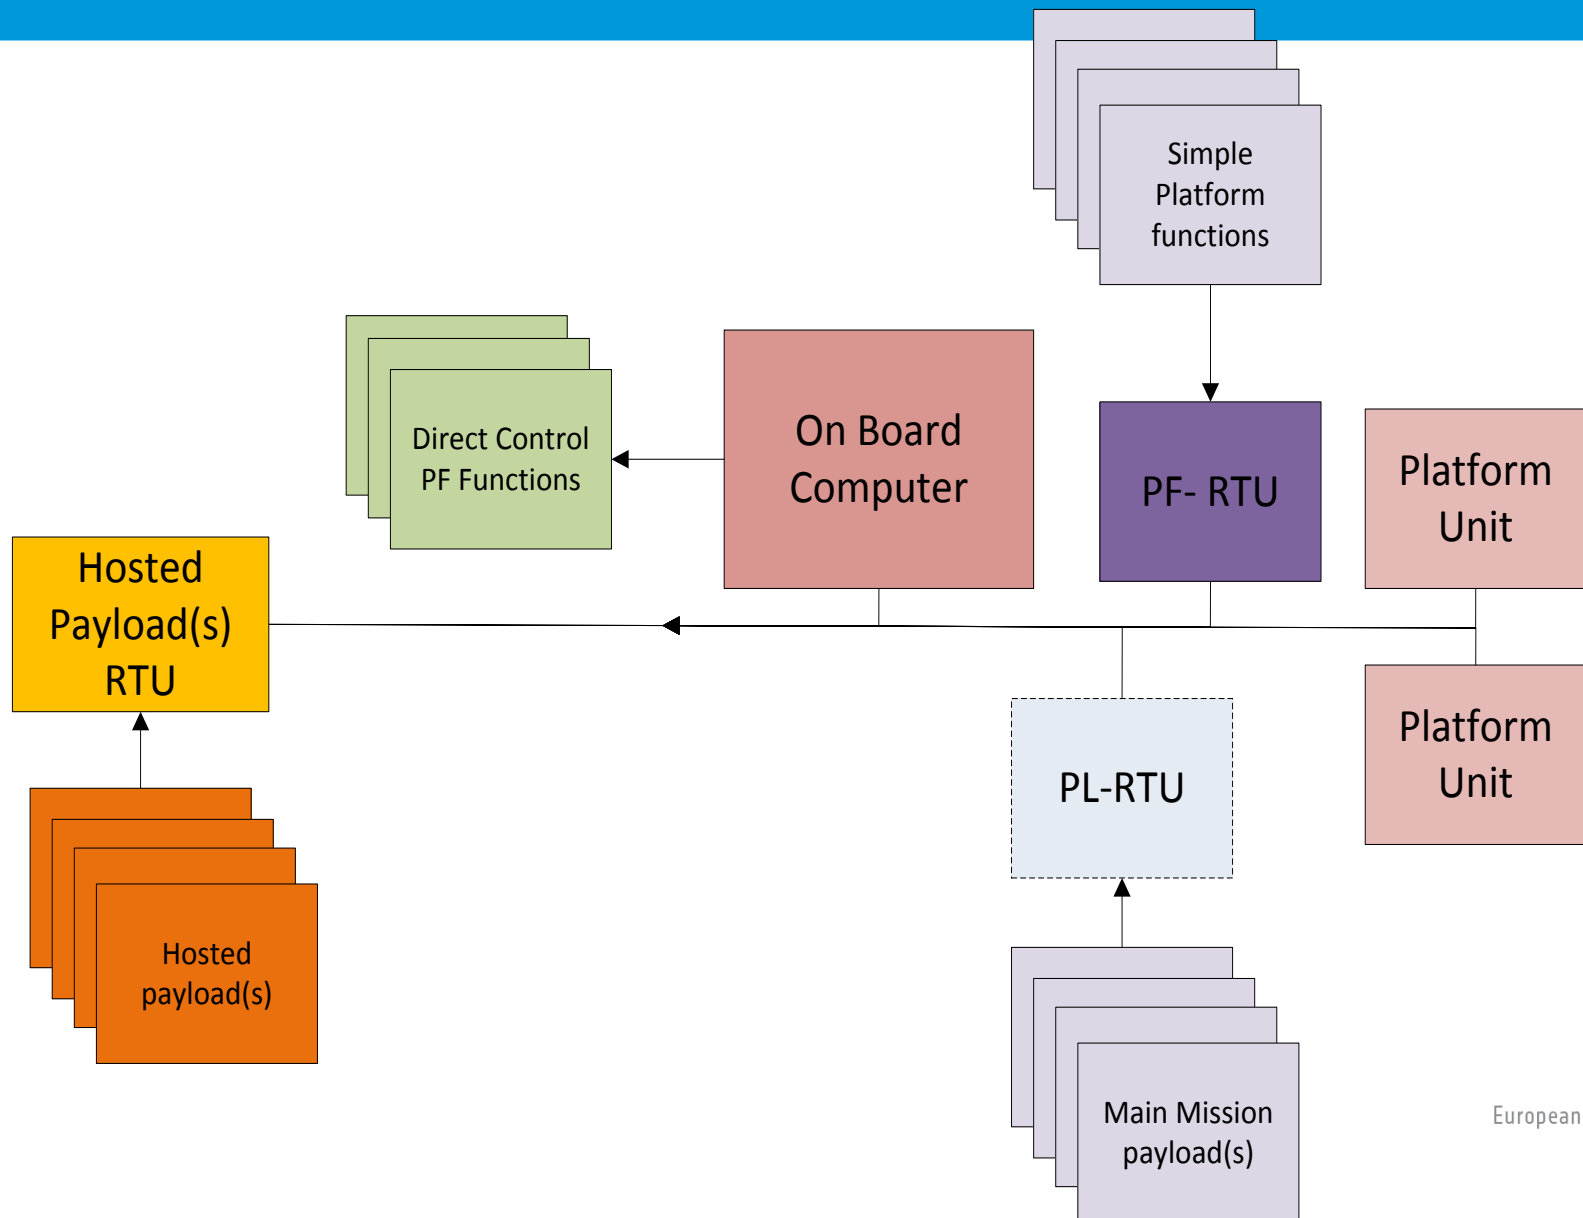 Simple
Platform
functions
Direct Control
PF Functions
On Board
Computer
PF- RTU
Platform
Unit
Hosted
Payload(s)
RTU
Platform
Unit
PL-RTU
Hosted
payload(s)
Main Mission
payload(s)
European